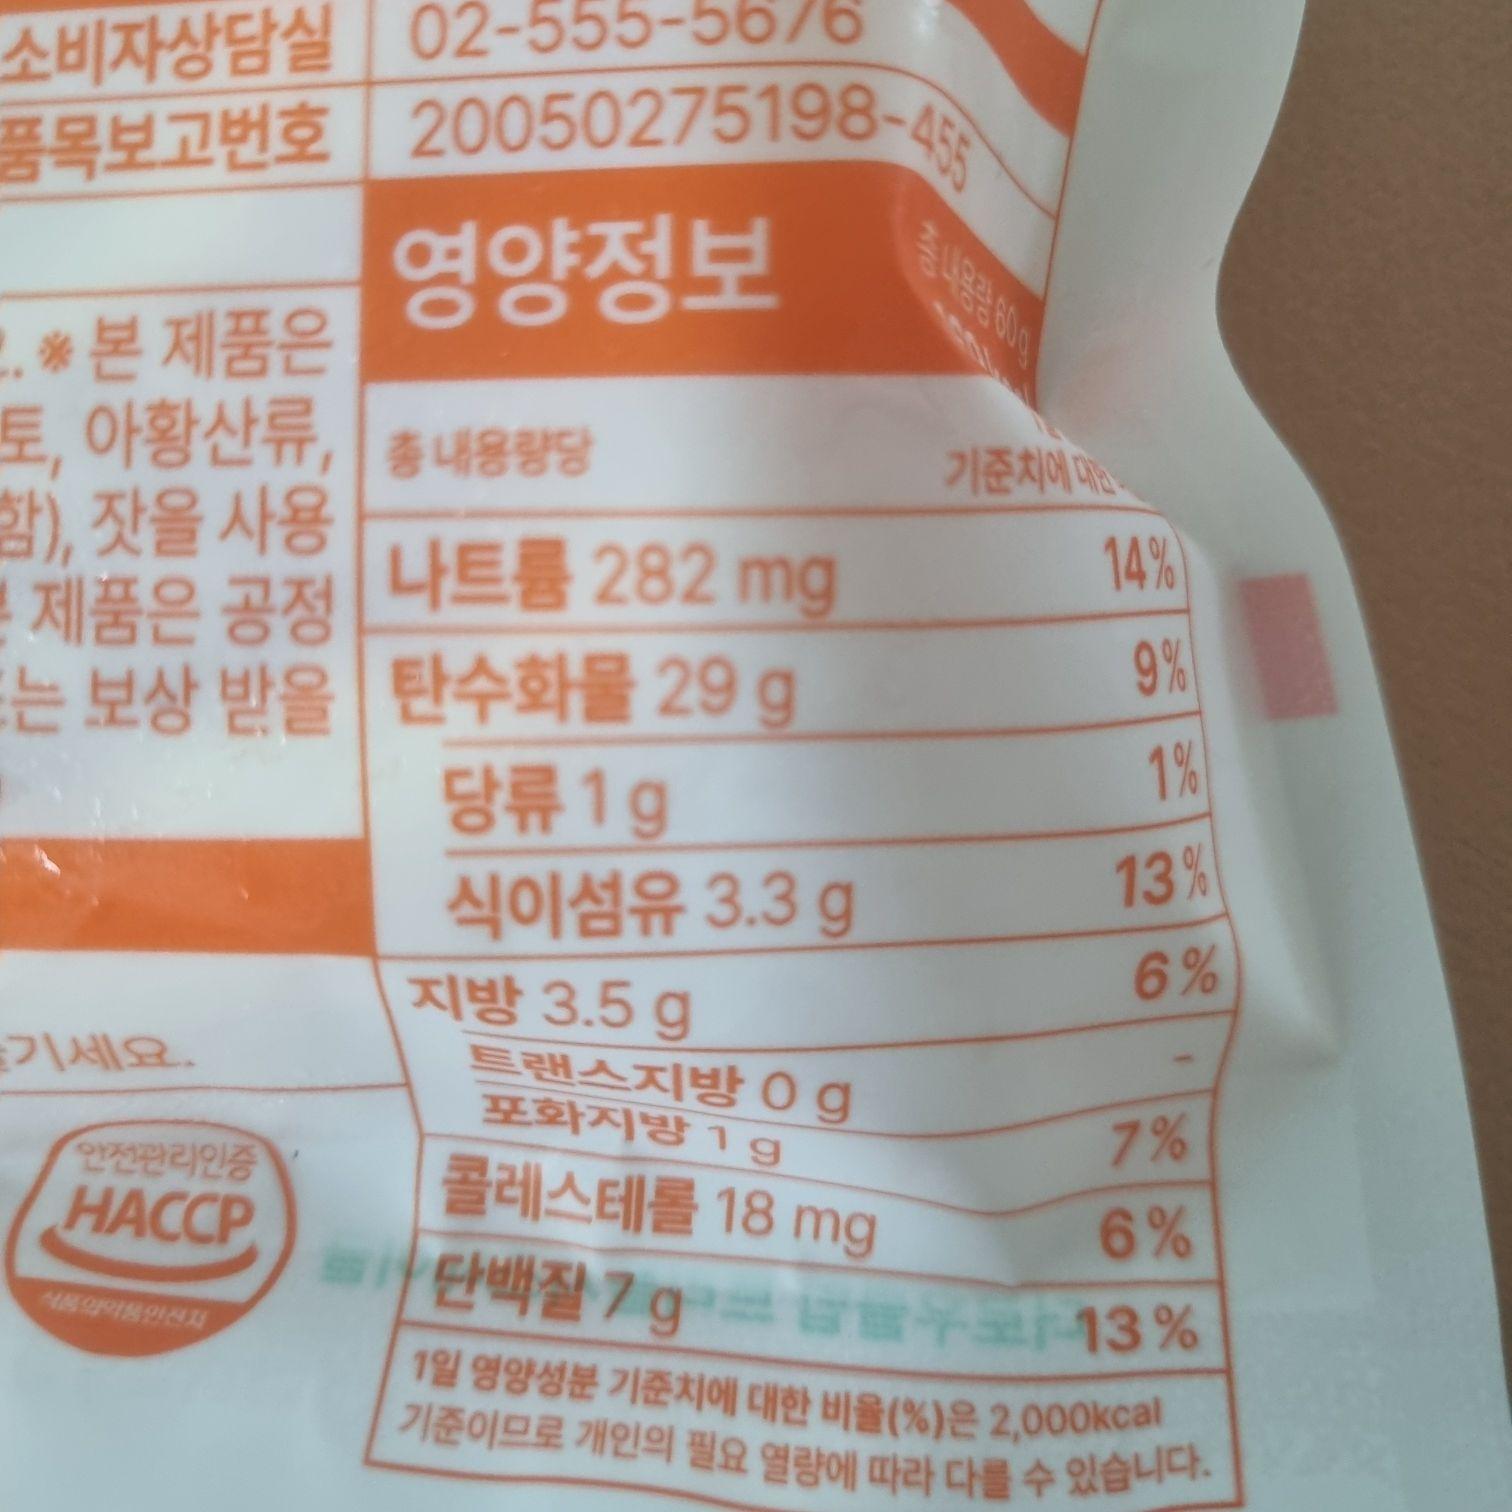 소비자상담실 02-555-5676
품목보고번호 20050275198-455
영양정보
총 내용량 60g
※ 본 제품은
토, 아황산류,
함), 잣을 사용
제품은 공정
는 보상 받을
총 내용량당
기준치에 대한
나트륨 282 mg 14%
탄수화물 29 g 9%
당류 1 g 1%
식이섬유 3.3 g 13%
지방 3.5 g 6%
트랜스지방 0 g -
포화지방 1 g 7%
콜레스테롤 18 mg 6%
단백질 7 g 13%
1일 영양성분 기준치에 대한 비율(%)은 2,000kcal
기준이므로 개인의 필요 열량에 따라 다를 수 있습니다.
기세요.
안전관리인증
HACCP